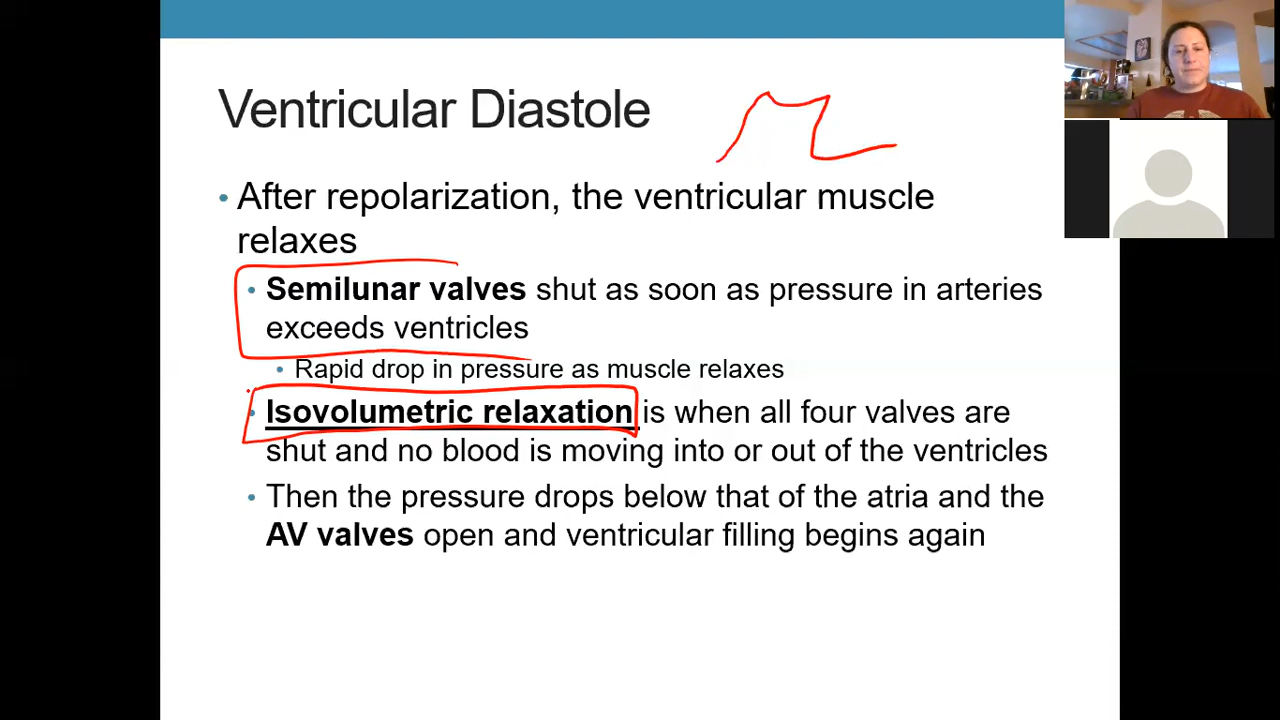 Ventricular Diastole
• After repolarization, the ventricular muscle
relaxes
• Semilunar valves shut as soon as pressure in arteries
exceeds ventricles
• Rapid drop in pressure as muscle relaxes
• Isovolumetric relaxation is when all four valves are
shut and no blood is moving into or out of the ventricles
• Then the pressure drops below that of the atria and the
AV valves open and ventricular filling begins again